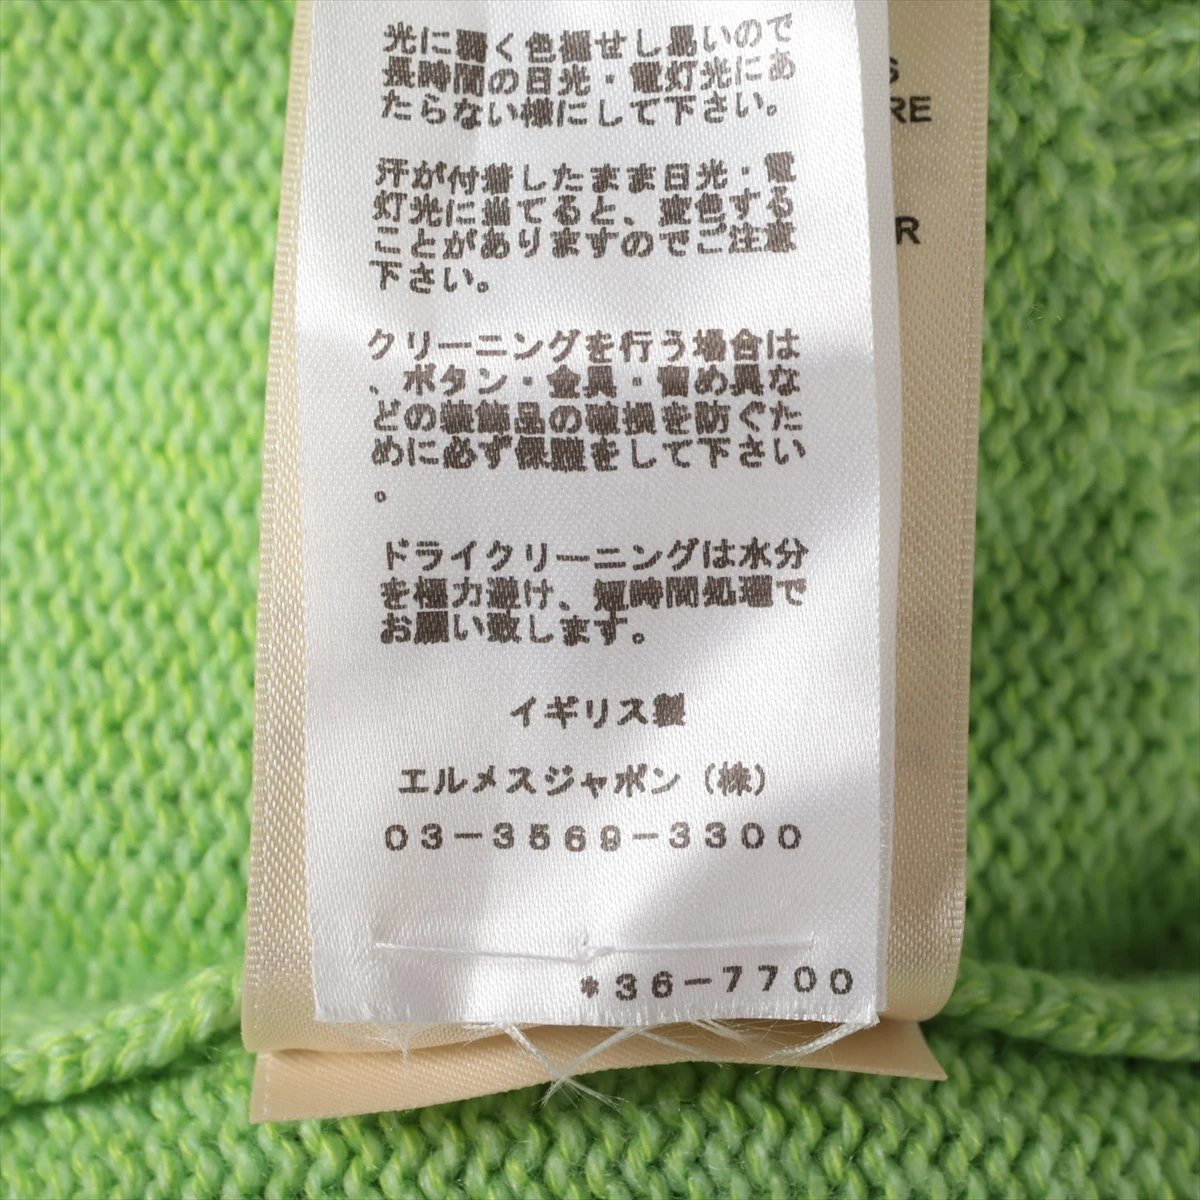 光に弱く色褪せし易いので
長時間の日光・電灯光にあ
たらない様にして下さい。
汗が付着したまま日光・電
灯光に当てると、変色する
ことがありますのでご注意
下さい。
クリーニングを行う場合は
、ボタン・金具・留め具な
どの装飾品の破損を防ぐた
めに必ず保護をして下さい
。
ドライクリーニングは水分
を極力避け、短時間処理で
お願い致します。
イギリス製
エルメスジャポン（株）
03-3569-3300
*36-7700
S
RE
R